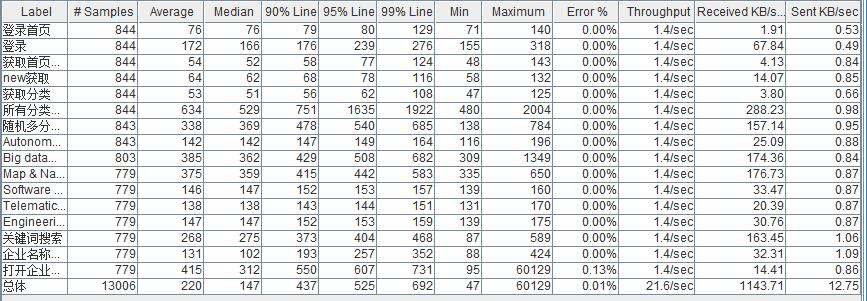 Label # Samples Average Median 90% Line 95% Line 99% Line Min Maximum Error % Throughput Received KB/s... Sent KB/sec
登录首页 844 76 76 79 80 129 71 140 0.00% 1.4/sec 1.91 0.53
登录 844 172 166 176 239 276 155 318 0.00% 1.4/sec 67.84 0.49
获取首页... 844 54 52 58 77 124 48 143 0.00% 1.4/sec 4.13 0.84
new获取 844 64 62 68 78 116 58 132 0.00% 1.4/sec 14.07 0.85
获取分类 844 53 51 56 62 108 47 125 0.00% 1.4/sec 3.80 0.66
所有分类... 844 634 529 751 1635 1922 480 2004 0.00% 1.4/sec 288.23 0.98
随机多分... 843 338 369 478 540 685 138 784 0.00% 1.4/sec 157.14 0.95
Autonom... 843 142 142 147 149 164 116 196 0.00% 1.4/sec 25.09 0.88
Big data... 803 385 362 429 508 682 309 1349 0.00% 1.4/sec 174.36 0.84
Map & Na... 779 375 359 415 442 583 335 650 0.00% 1.4/sec 176.73 0.87
Software ... 779 146 147 152 153 157 139 160 0.00% 1.4/sec 33.47 0.87
Telematic... 779 138 138 143 144 151 131 170 0.00% 1.4/sec 20.39 0.87
Engineeri... 779 147 147 152 153 159 139 175 0.00% 1.4/sec 30.76 0.87
关键词搜索 779 268 275 373 404 468 87 589 0.00% 1.4/sec 163.45 1.06
企业名称... 779 131 102 193 257 352 88 424 0.00% 1.4/sec 32.31 1.09
打开企业... 779 415 312 550 607 731 95 60129 0.13% 1.4/sec 14.41 0.86
总体 13006 220 147 437 525 692 47 60129 0.01% 21.6/sec 1143.71 12.75